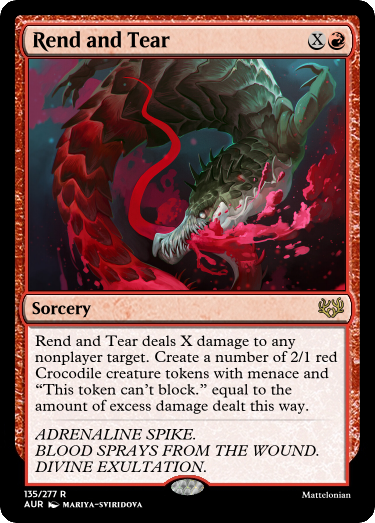 Rend and Tear X R
Sorcery
Rend and Tear deals X damage to any
nonplayer target. Create a number of 2/1 red
Crocodile creature tokens with menace and
“This token can’t block.” equal to the
amount of excess damage dealt this way.
ADRENALINE SPIKE.
BLOOD SPRAYS FROM THE WOUND.
DIVINE EXULTATION.
135/277 R
AUR MARIYA-SVIRIDOVA Mattelonian